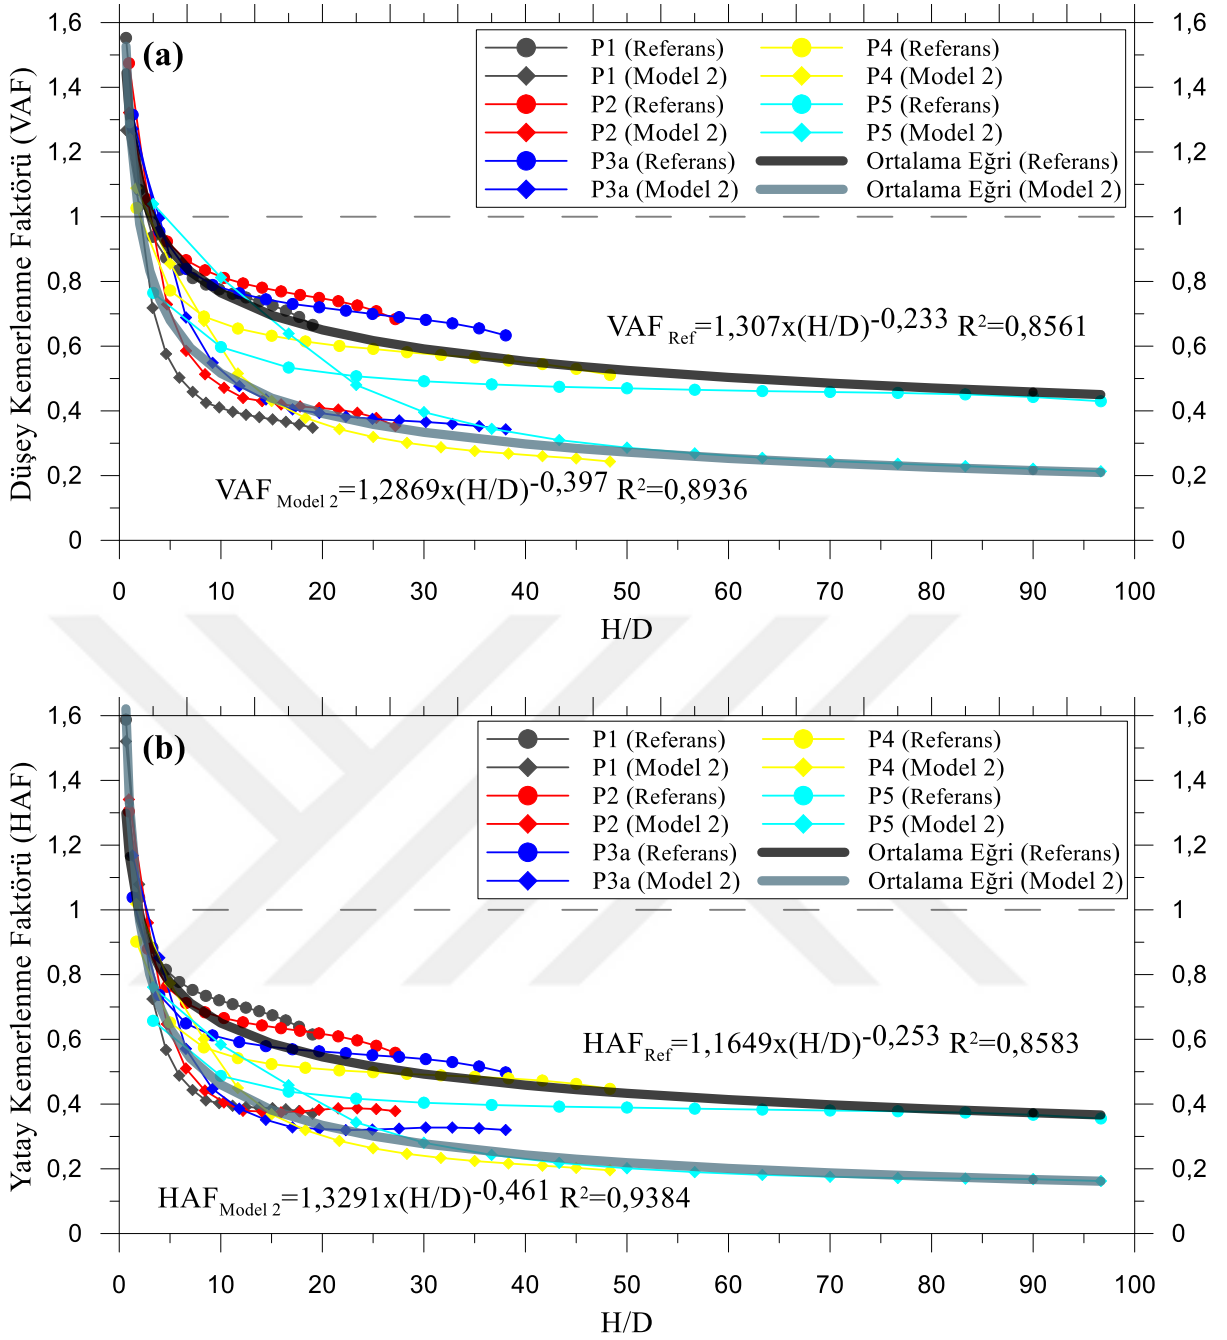 (a)
Düşey Kemerlenme Faktörü (VAF)
1,6
1,4
1,2
1
0,8
0,6
0,4
0,2
0
1,6
1,4
1,2
1
0,8
0,6
0,4
0,2
0
P1 (Referans)
P1 (Model 2)
P2 (Referans)
P2 (Model 2)
P3a (Referans)
P3a (Model 2)
P4 (Referans)
P4 (Model 2)
P5 (Referans)
P5 (Model 2)
Ortalama Eğri (Referans)
Ortalama Eğri (Model 2)
VAF Ref=1,307x(H/D)-0,233 R²=0,8561
VAF Model 2=1,2869x(H/D)-0,397 R²=0,8936
0 10 20 30 40 50 60 70 80 90 100
H/D
(b)
Yatay Kemerlenme Faktörü (HAF)
1,6
1,4
1,2
1
0,8
0,6
0,4
0,2
0
1,6
1,4
1,2
1
0,8
0,6
0,4
0,2
0
P1 (Referans)
P1 (Model 2)
P2 (Referans)
P2 (Model 2)
P3a (Referans)
P3a (Model 2)
P4 (Referans)
P4 (Model 2)
P5 (Referans)
P5 (Model 2)
Ortalama Eğri (Referans)
Ortalama Eğri (Model 2)
HAF Ref=1,1649x(H/D)-0,253 R²=0,8583
HAF Model 2=1,3291x(H/D)-0,461 R²=0,9384
0 10 20 30 40 50 60 70 80 90 100
H/D